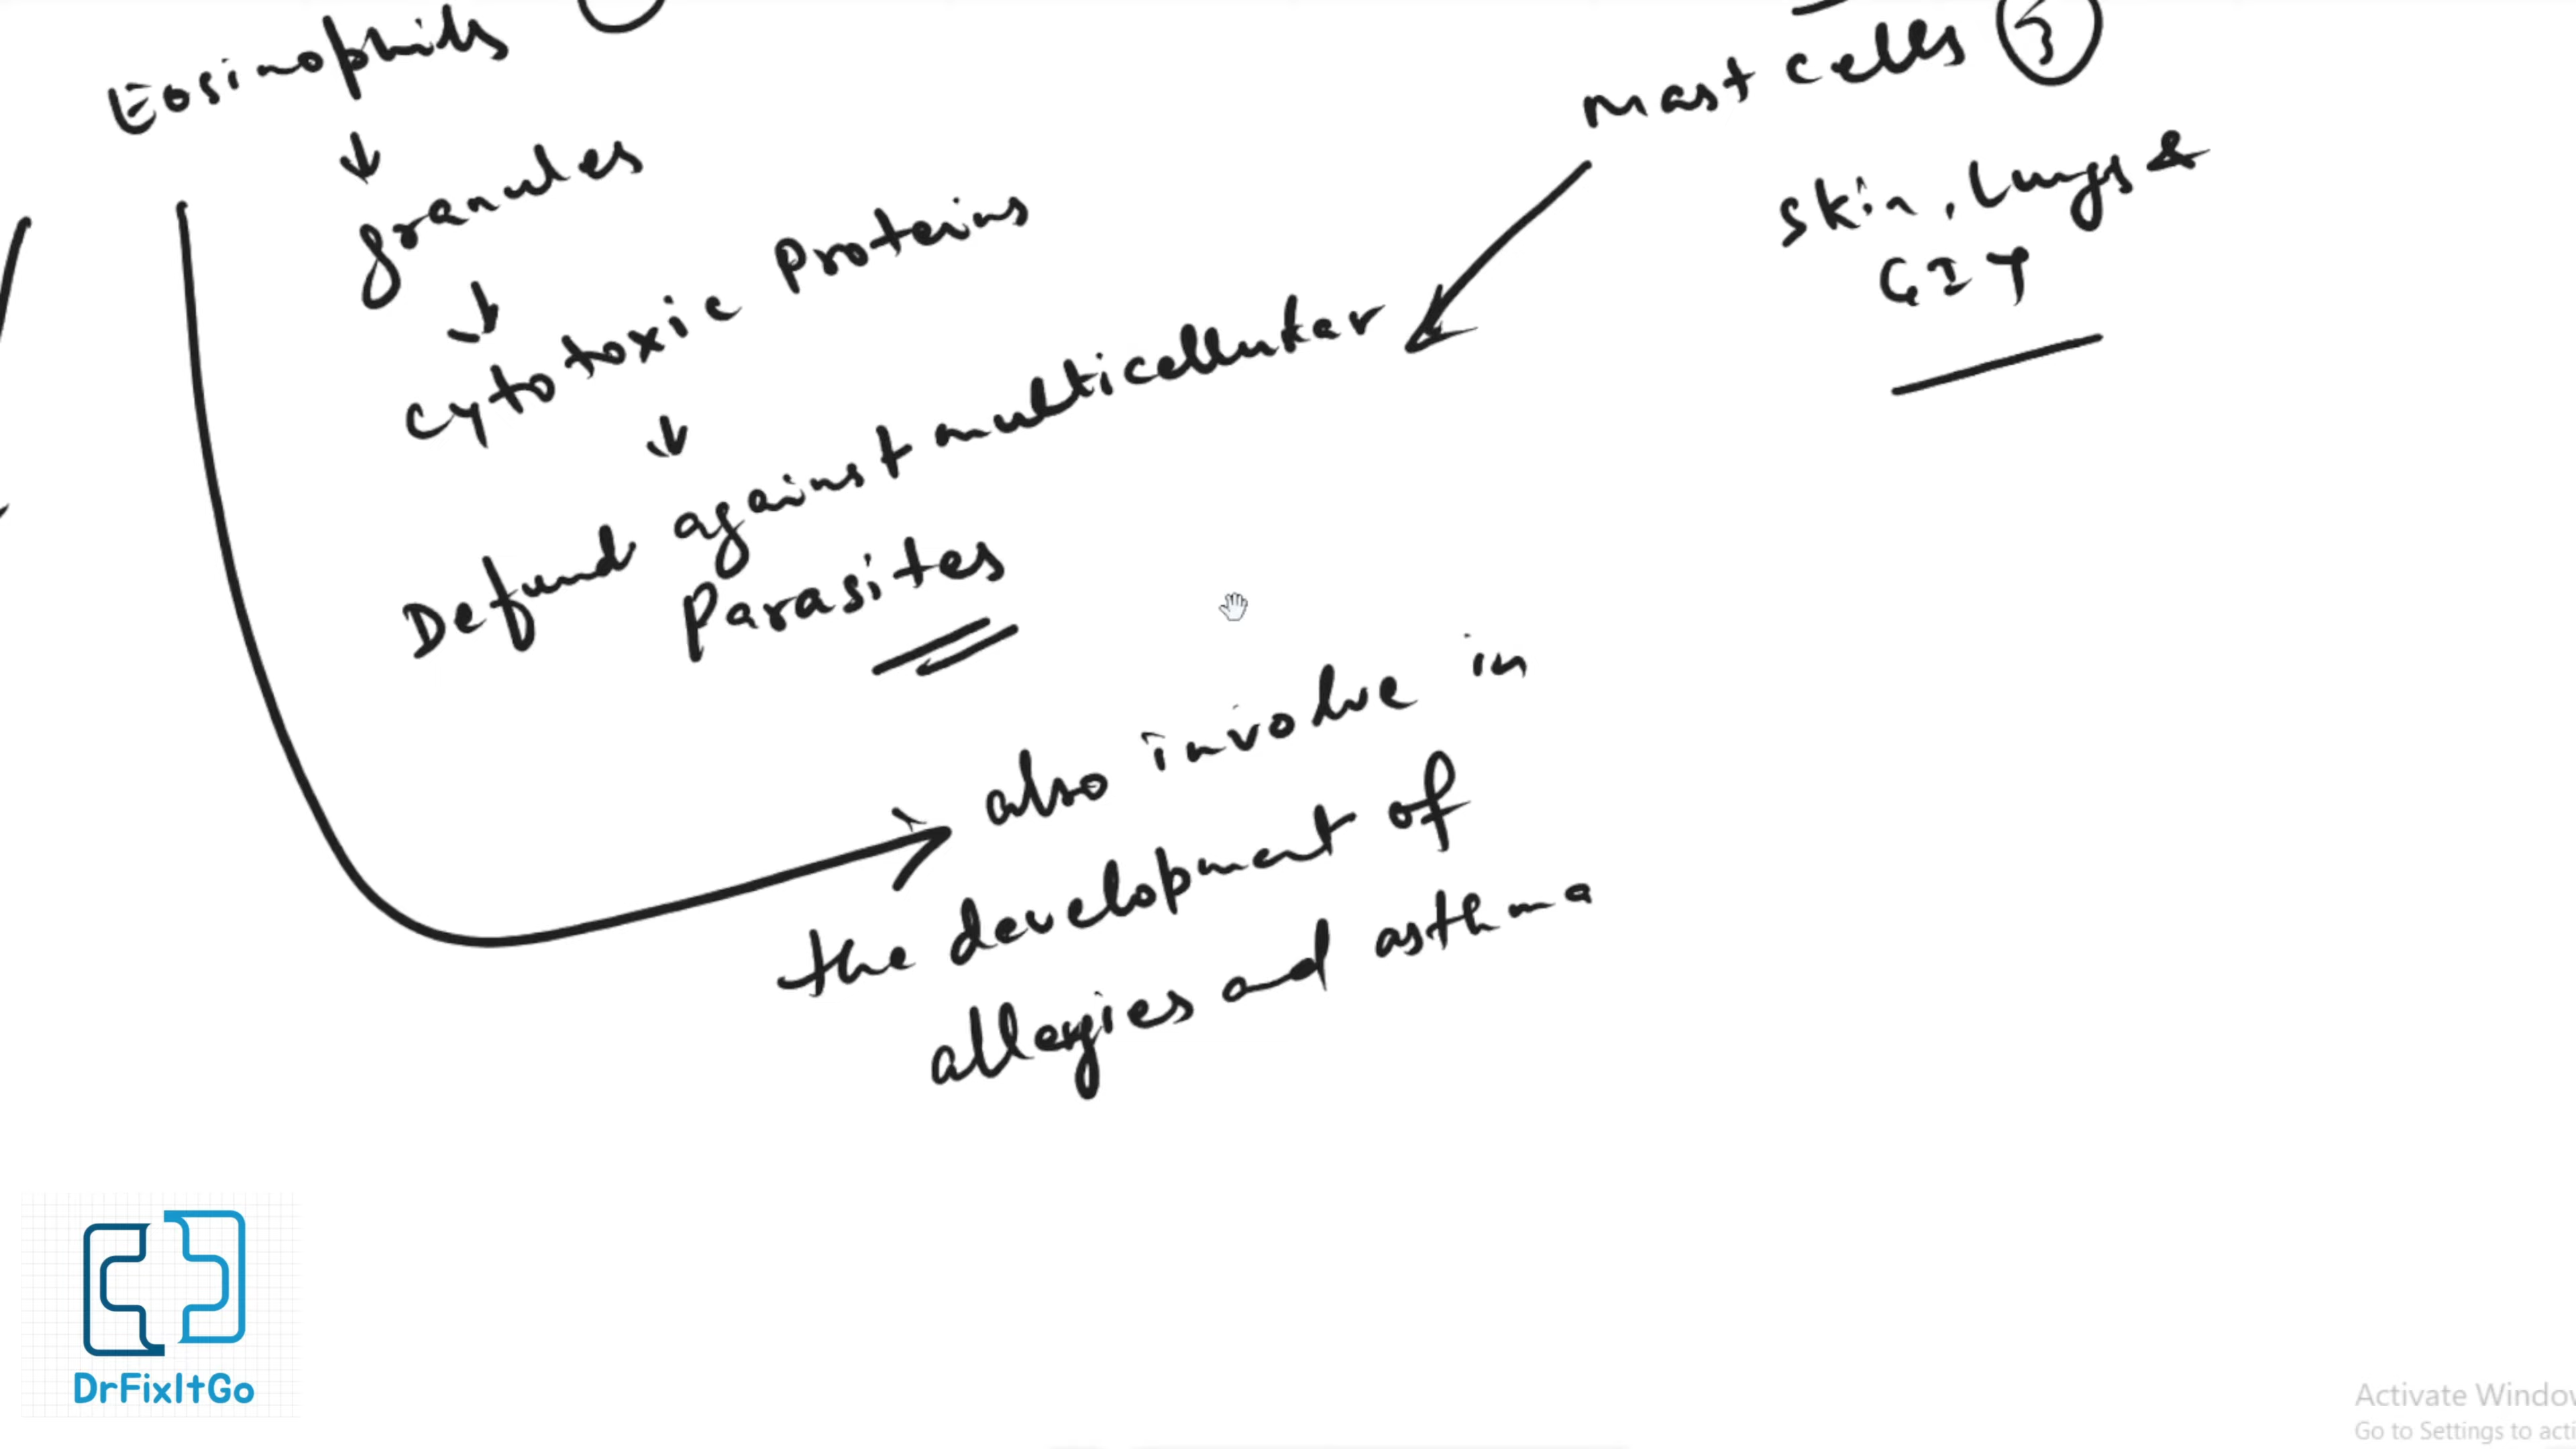 Eosinophils
↓
granules
↓
cytotoxic Proteins
↓
Defend against multicellular
Parasites
also involve in
the development of
allergies and asthma
mast cells
skin, Lungs &
GIT
DrFixItGo
Activate Window
Go to Settings to acti